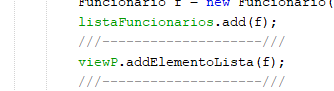 Funcionario f = new Funcionario(
listaFuncionarios.add(f);
///-------------------///
viewP.addElementoLista(f);
///-------------------///